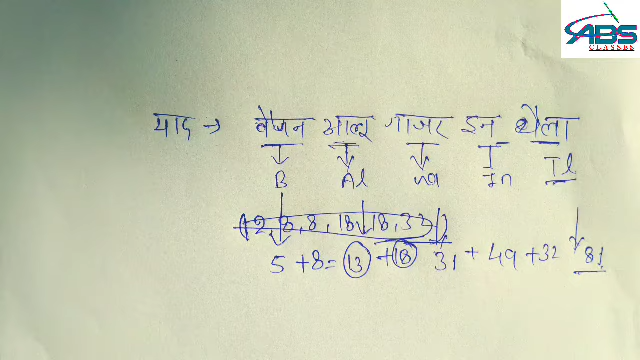 ABS
CLASSES
याद → बैंगन आलू गाजर इन थैला
B Al Ga In Tl
(+2, 8, 8, 18, 18, 32)
5 + 8 = 13 + 18 31 + 49 + 32 81